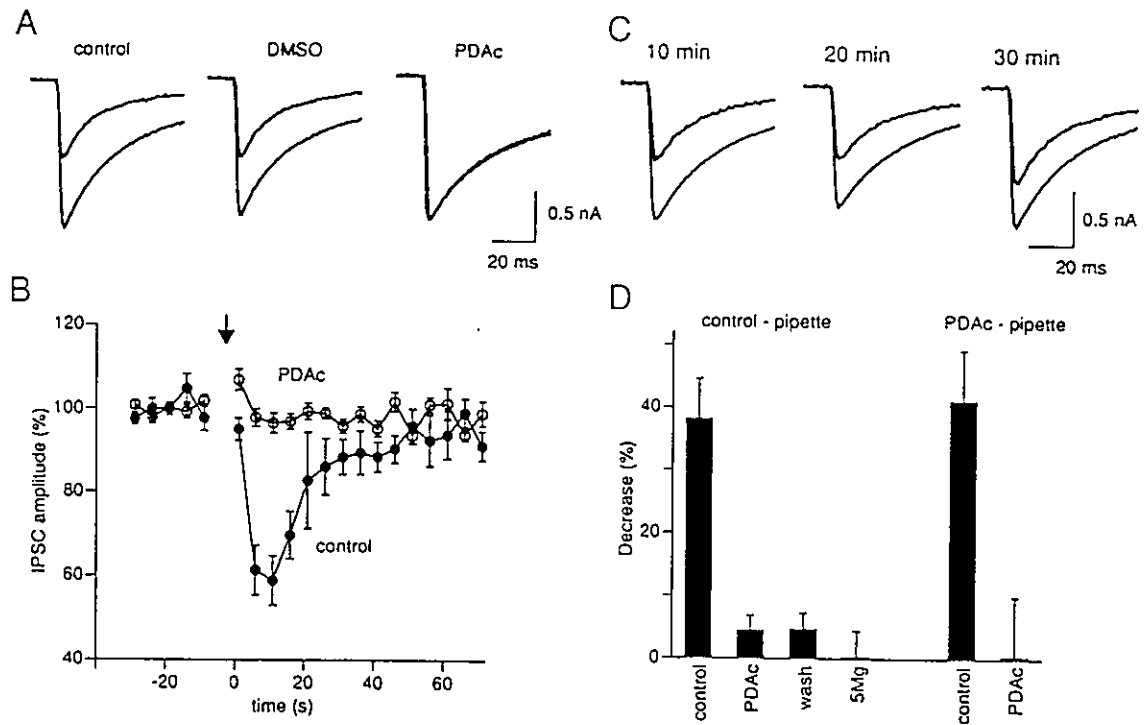 A
control
DMSO
PDAc
0.5 nA
20 ms
C
10 min
20 min
30 min
0.5 nA
20 ms
B
120
100
80
60
40
IPSC amplitude (%)
PDAc
control
-20
0
20
40
60
time (s)
D
control - pipette
PDAc - pipette
40
20
0
Decrease (%)
control
PDAc
wash
5Mg
control
PDAc